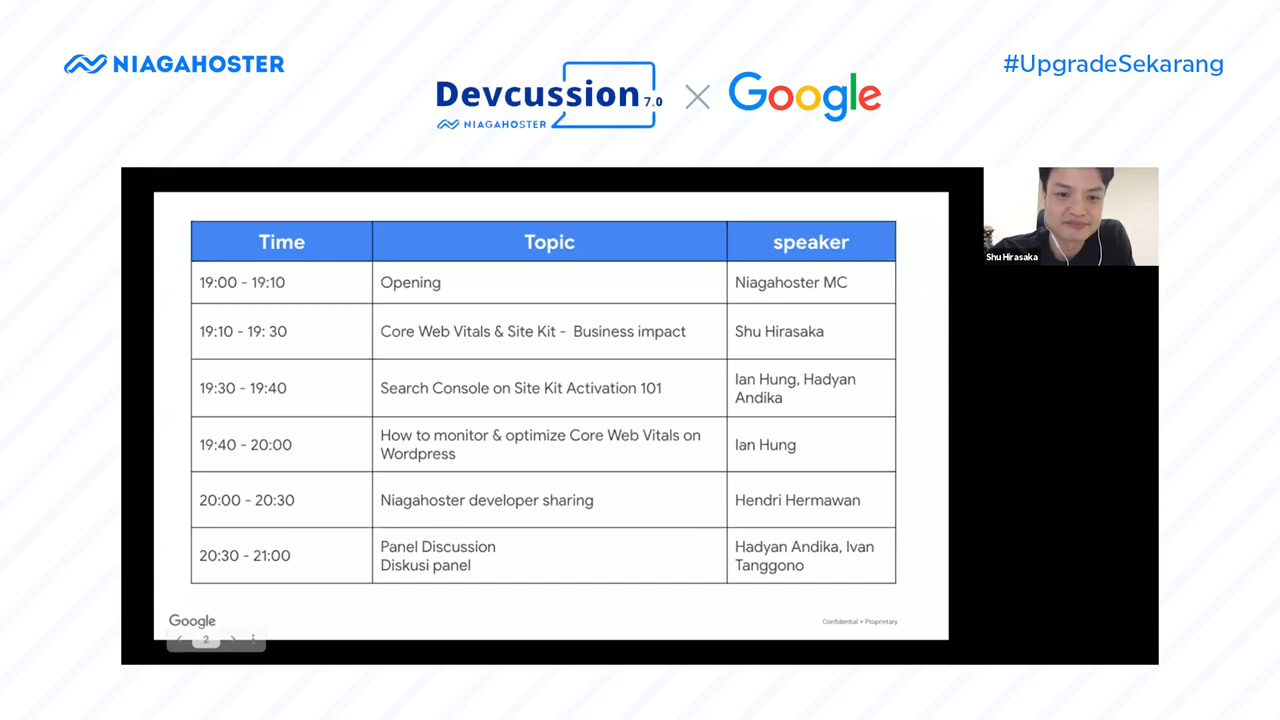 NIAGAHOSTER
#UpgradeSekarang
Devcussion 7.0
NIAGAHOSTER
Google
Shu Hirasaka
Time Topic speaker
19:00 - 19:10 Opening Niagahoster MC
19:10 - 19: 30 Core Web Vitals & Site Kit - Business impact Shu Hirasaka
19:30 - 19:40 Search Console on Site Kit Activation 101 Ian Hung, Hadyan
Andika
19:40 - 20:00 How to monitor & optimize Core Web Vitals on
Wordpress
Ian Hung
20:00 - 20:30 Niagahoster developer sharing Hendri Hermawan
20:30 - 21:00 Panel Discussion
Diskusi panel
Hadyan Andika, Ivan
Tanggono
Google
Confidential + Proprietary
2